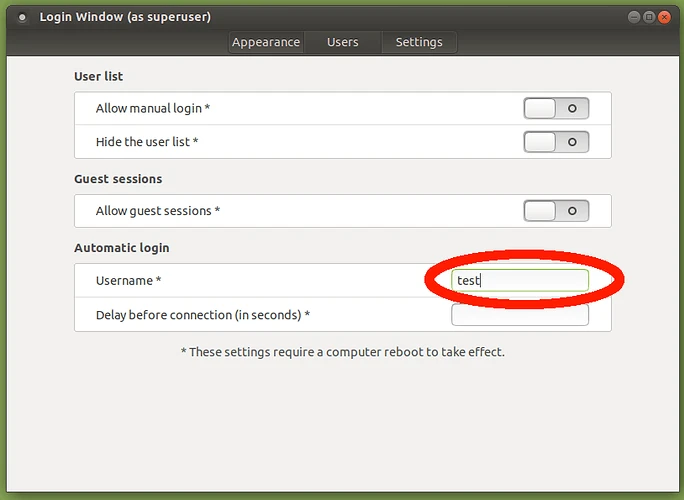 Login Window (as superuser)
Appearance Users Settings
User list
Allow manual login *
Hide the user list *
Guest sessions
Allow guest sessions *
Automatic login
Username * test
Delay before connection (in seconds) *
* These settings require a computer reboot to take effect.